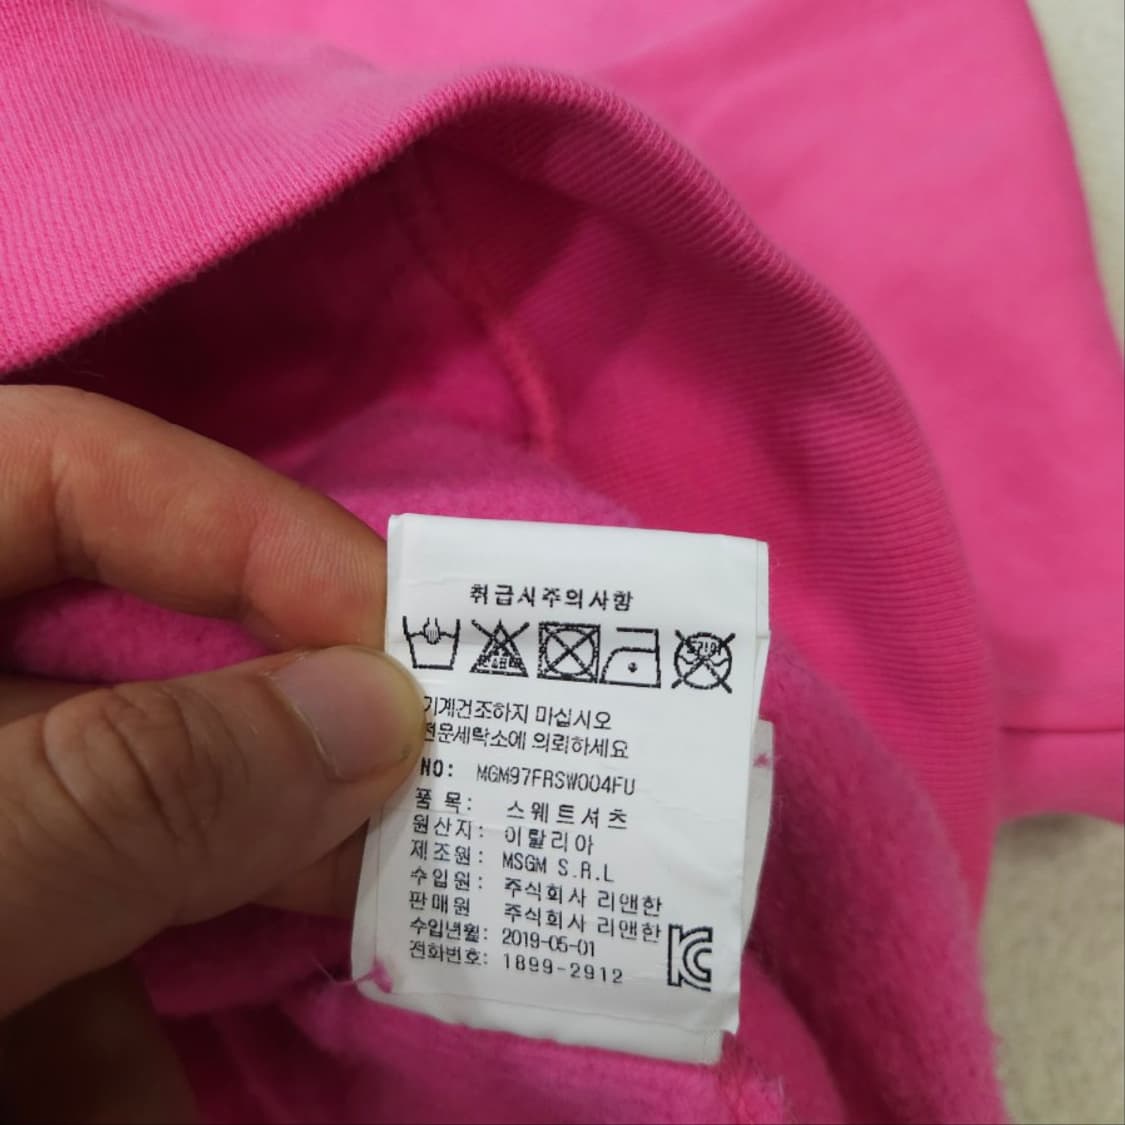 취급시주의사항
기계건조하지 마십시오
전문세탁소에 의뢰하세요
NO: MGM97FRSW004FU
품 목: 스웨트셔츠
원산지: 이탈리아
제조원: MSGM S.R.L
수입원: 주식회사 리앤한
판매원 주식회사 리앤한
수입년월: 2019-05-01
전화번호: 1899-2912
KC